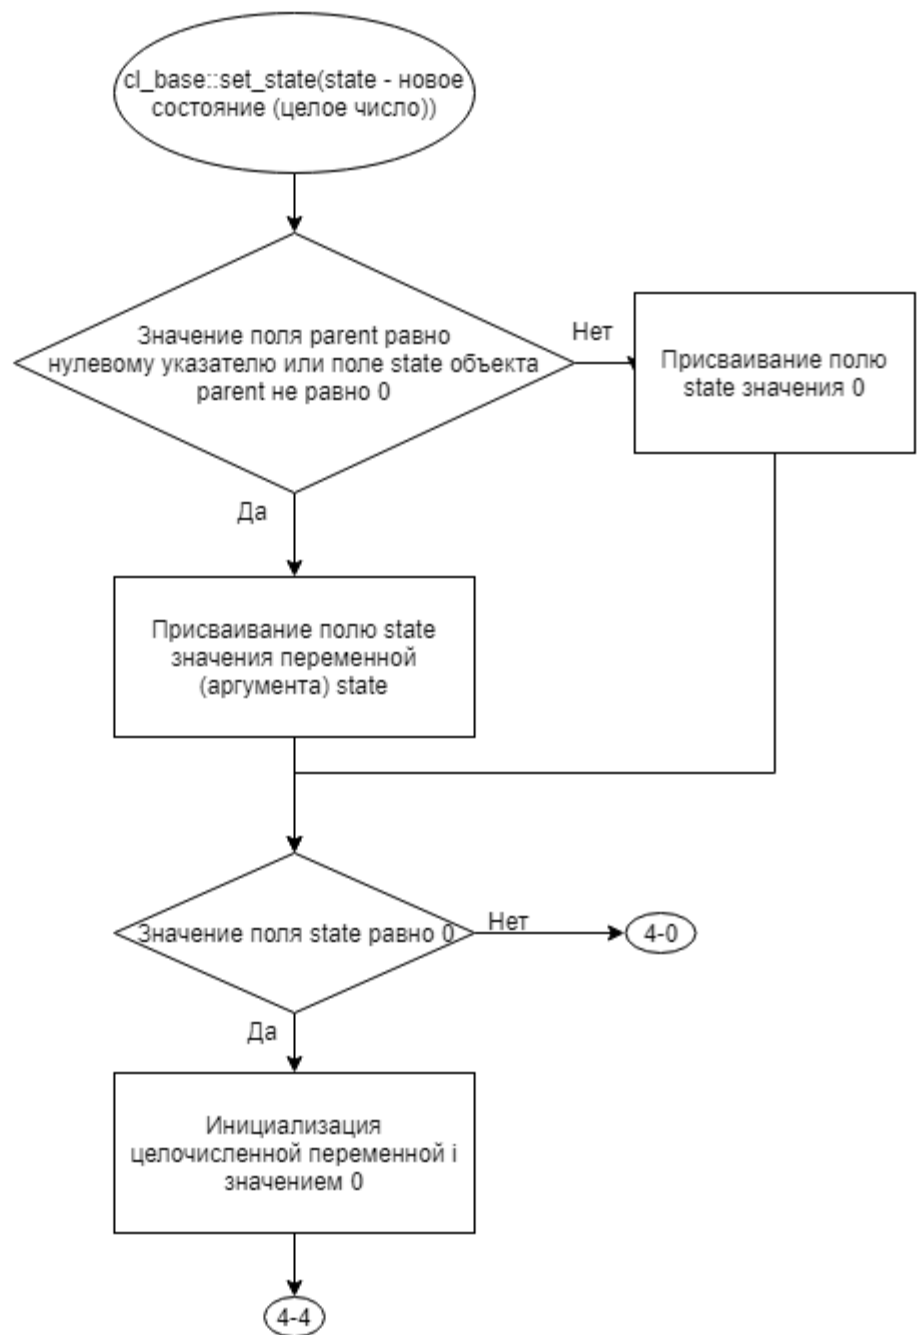 cl_base::set_state(state - новое
состояние (целое число))
Значение поля parent равно
нулевому указателю или поле state объекта
parent не равно 0
Нет
Присваивание полю
state значения 0
Да
Присваивание полю state
значения переменной
(аргумента) state
Значение поля state равно 0
Нет
4-0
Да
Инициализация
целочисленной переменной i
значением 0
4-4